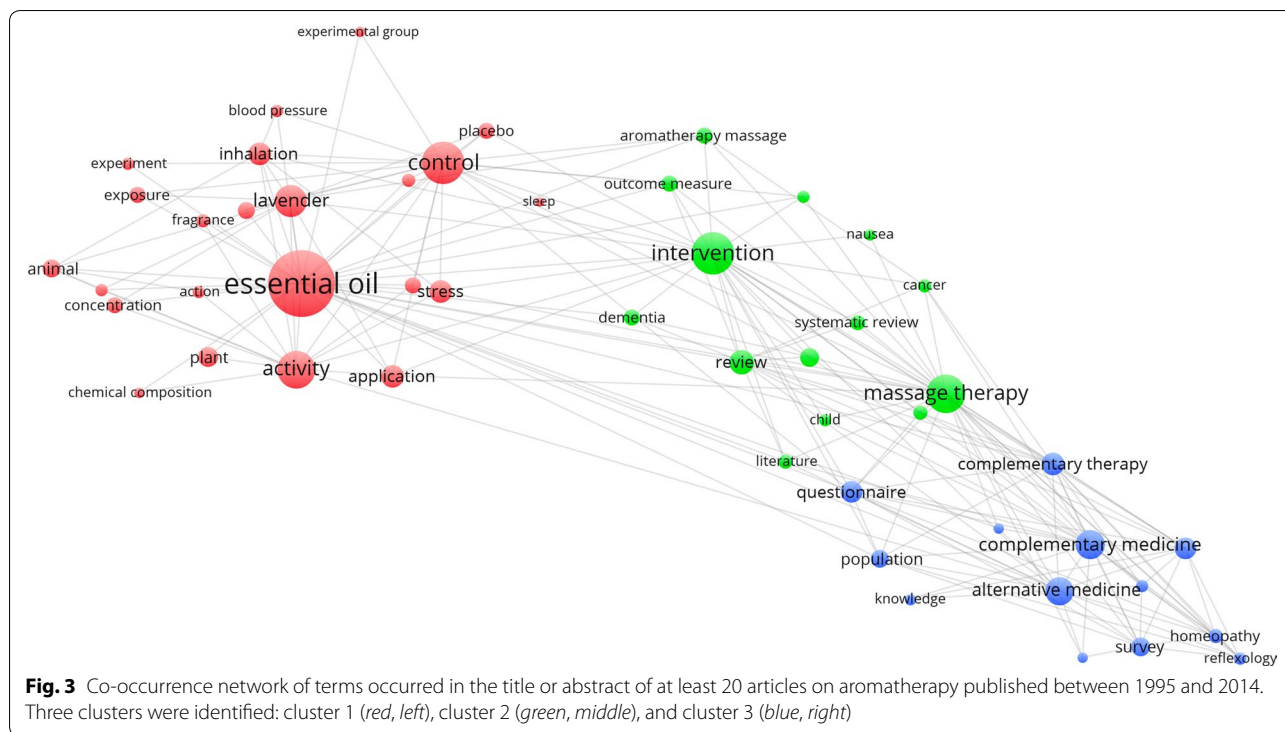 experimental group
blood pressure
placebo
aromatherapy massage
inhalation
control
experiment
outcome measure
exposure
lavender
sleep
fragrance
nausea
intervention
animal
essential oil
cancer
action
stress
concentration
dementia
systematic review
plant
review
activity
application
chemical composition
massage therapy
child
literature
complementary therapy
questionnaire
complementary medicine
population
alternative medicine
knowledge
homeopathy
survey
reflexology
Fig. 3 Co-occurrence network of terms occurred in the title or abstract of at least 20 articles on aromatherapy published between 1995 and 2014.
Three clusters were identified: cluster 1 (red, left), cluster 2 (green, middle), and cluster 3 (blue, right)